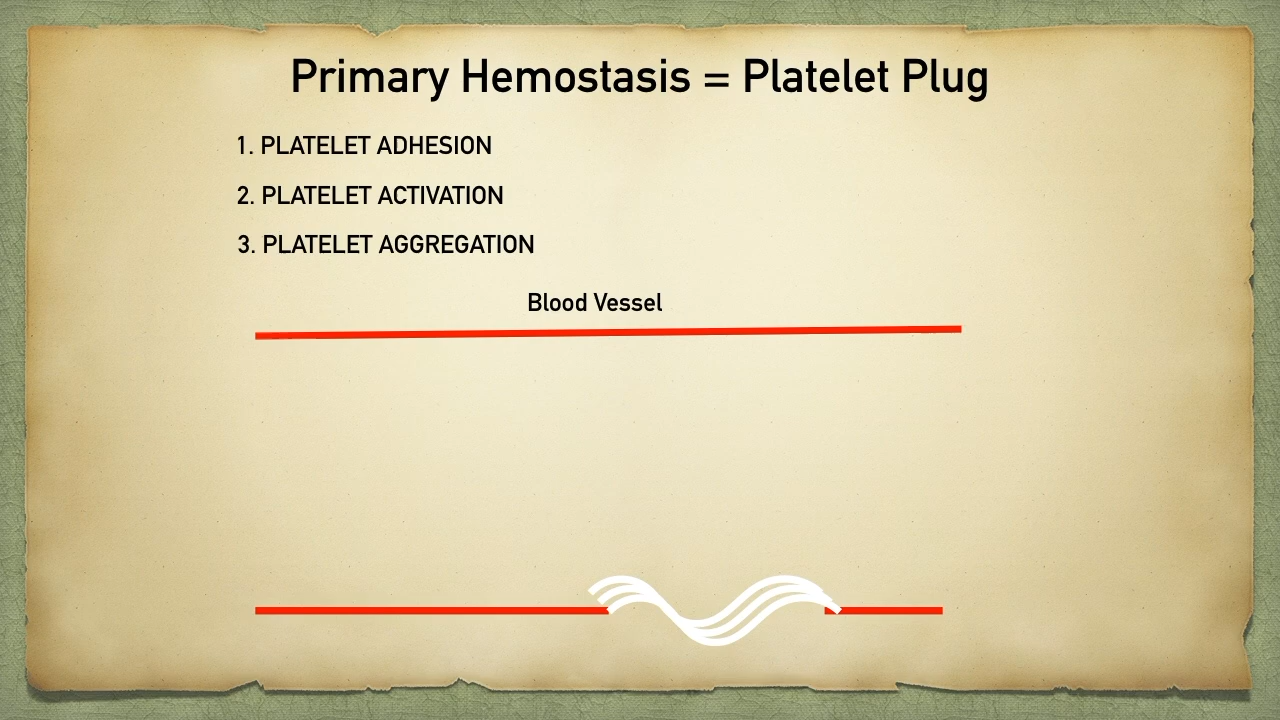 Primary Hemostasis = Platelet Plug
1. PLATELET ADHESION
2. PLATELET ACTIVATION
3. PLATELET AGGREGATION
Blood Vessel